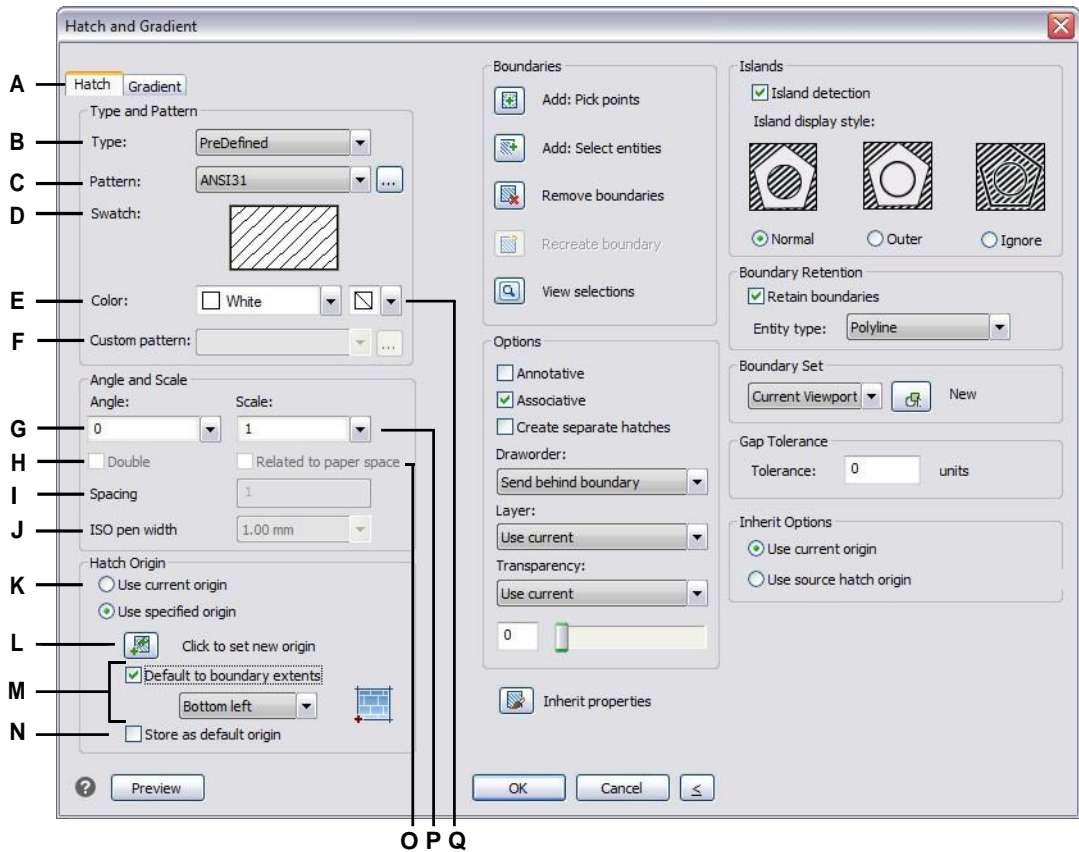 Hatch and Gradient
A
Hatch
Gradient
Type and Pattern
B
Type:
PreDefined
C
Pattern:
ANSI31
...
D
Swatch:
E
Color:
White
F
Custom pattern:
...
Angle and Scale
Angle:
Scale:
G
0
1
H
Double
Related to paper space
I
Spacing
1
J
ISO pen width
1.00 mm
Hatch Origin
K
Use current origin
Use specified origin
L
Click to set new origin
M
Default to boundary extents
Bottom left
N
Store as default origin
?
Preview
Boundaries
Add: Pick points
Add: Select entities
Remove boundaries
Recreate boundary
View selections
Options
Annotative
Associative
Create separate hatches
Draworder:
Send behind boundary
Layer:
Use current
Transparency:
Use current
0
Inherit properties
Islands
Island detection
Island display style:
Normal
Outer
Ignore
Boundary Retention
Retain boundaries
Entity type:
Polyline
Boundary Set
Current Viewport
New
Gap Tolerance
Tolerance:
0
units
Inherit Options
Use current origin
Use source hatch origin
OK
Cancel
<
O P Q